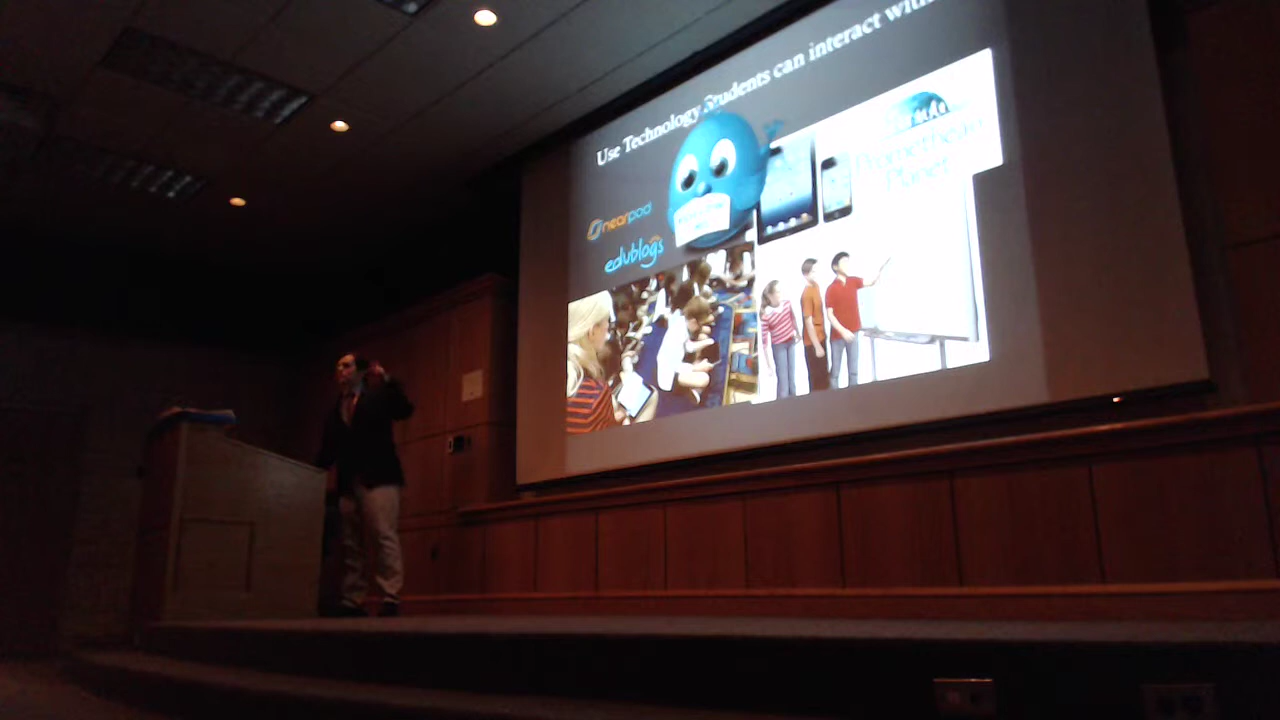 Use Technology Students can interact with
nearpod
edublogs
Promethean
Planet